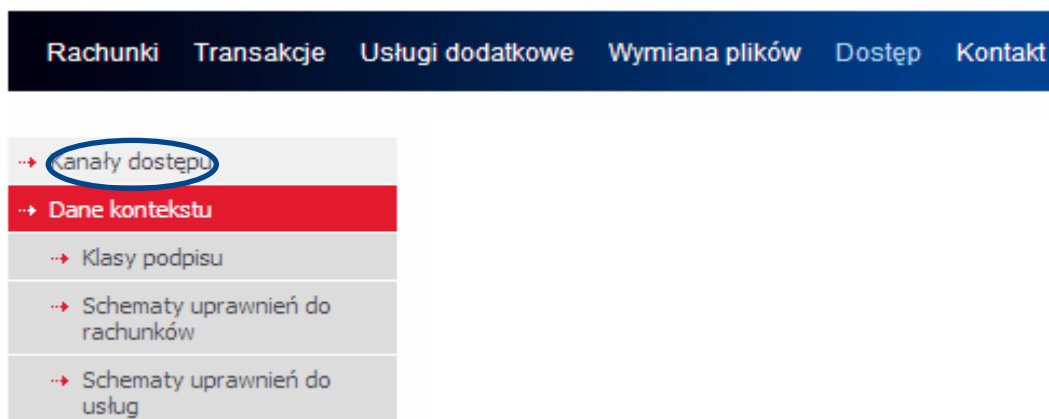 Rachunki Transakcje Usługi dodatkowe Wymiana plików Dostęp Kontakt
Kanały dostępu
Dane kontekstu
Klasy podpisu
Schematy uprawnień do
rachunków
Schematy uprawnień do
usług